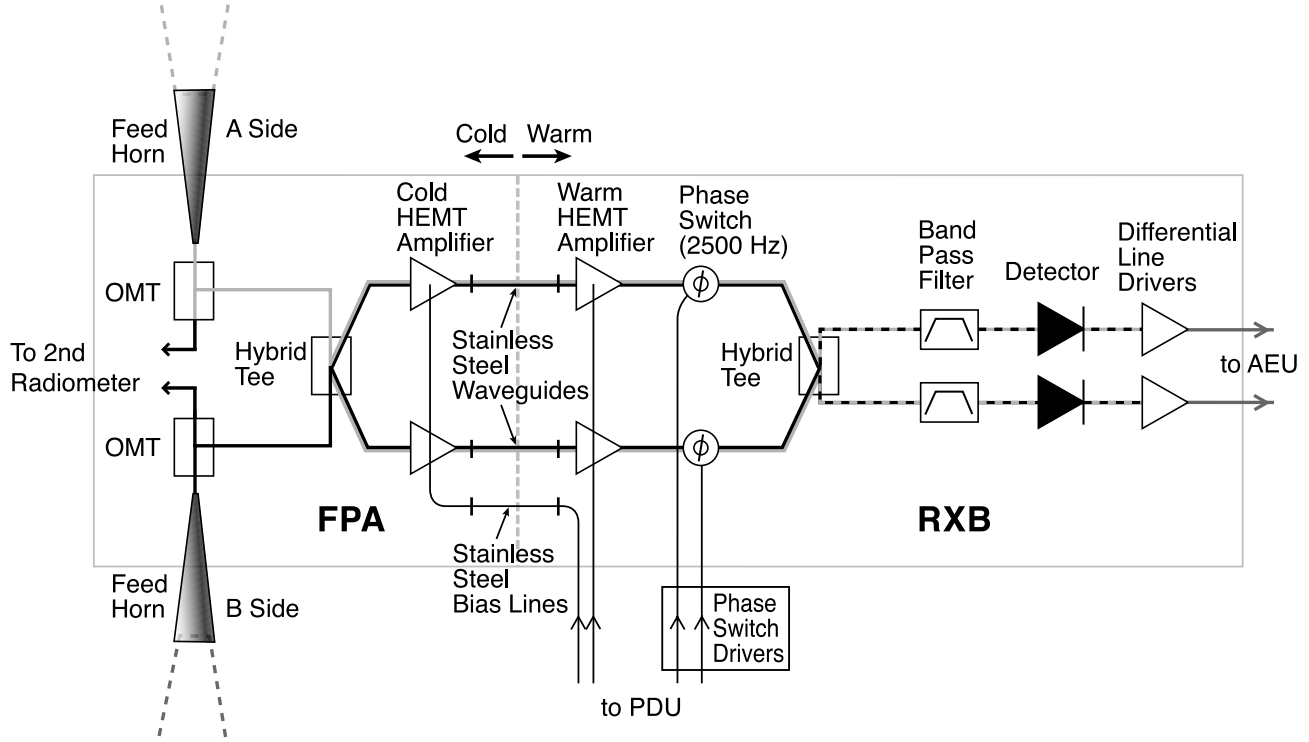 Feed
Horn
A Side
Cold
Warm
Cold
HEMT
Amplifier
Warm
HEMT
Amplifier
Phase
Switch
(2500 Hz)
Band
Pass
Filter
Detector
Differential
Line
Drivers
OMT
To 2nd
Radiometer
Hybrid
Tee
Stainless
Steel
Waveguides
ϕ
Hybrid
Tee
to AEU
OMT
ϕ
FPA
RXB
Stainless
Steel
Bias Lines
Feed
Horn
B Side
Phase
Switch
Drivers
to PDU